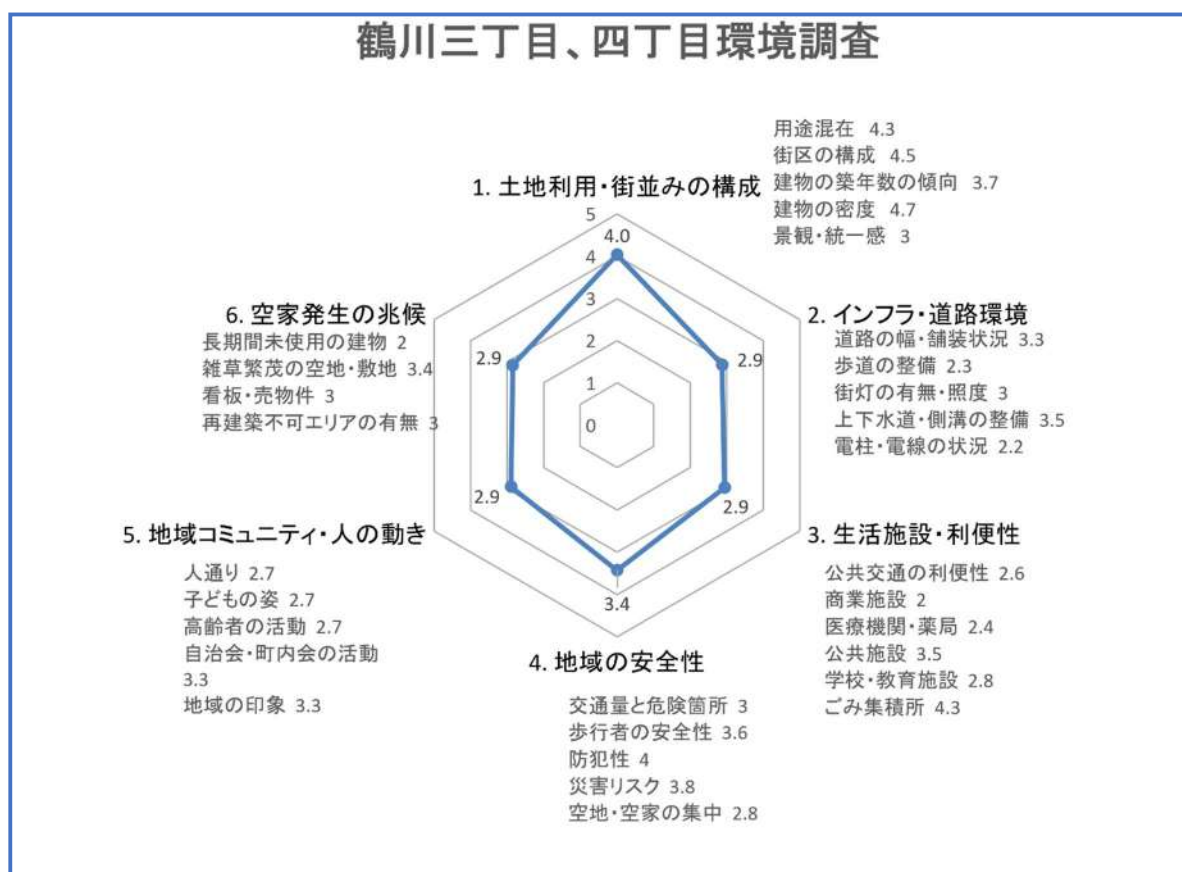 鶴川三丁目、四丁目環境調査
用途混在 4.3
街区の構成 4.5
建物の築年数の傾向 3.7
建物の密度 4.7
景観・統一感 3
1. 土地利用・街並みの構成
5
4.0
4
3
2
1
0
6. 空家発生の兆候
長期間未使用の建物 2
雑草繁茂の空地・敷地 3.4
看板・売物件 3
再建築不可エリアの有無 3
2.9
2. インフラ・道路環境
道路の幅・舗装状況 3.3
歩道の整備 2.3
街灯の有無・照度 3
上下水道・側溝の整備 3.5
電柱・電線の状況 2.2
2.9
2.9
2.9
5. 地域コミュニティ・人の動き
人通り 2.7
子どもの姿 2.7
高齢者の活動 2.7
自治会・町内会の活動
3.3
地域の印象 3.3
3. 生活施設・利便性
公共交通の利便性 2.6
商業施設 2
医療機関・薬局 2.4
公共施設 3.5
学校・教育施設 2.8
ごみ集積所 4.3
3.4
4. 地域の安全性
交通量と危険箇所 3
歩行者の安全性 3.6
防犯性 4
災害リスク 3.8
空地・空家の集中 2.8